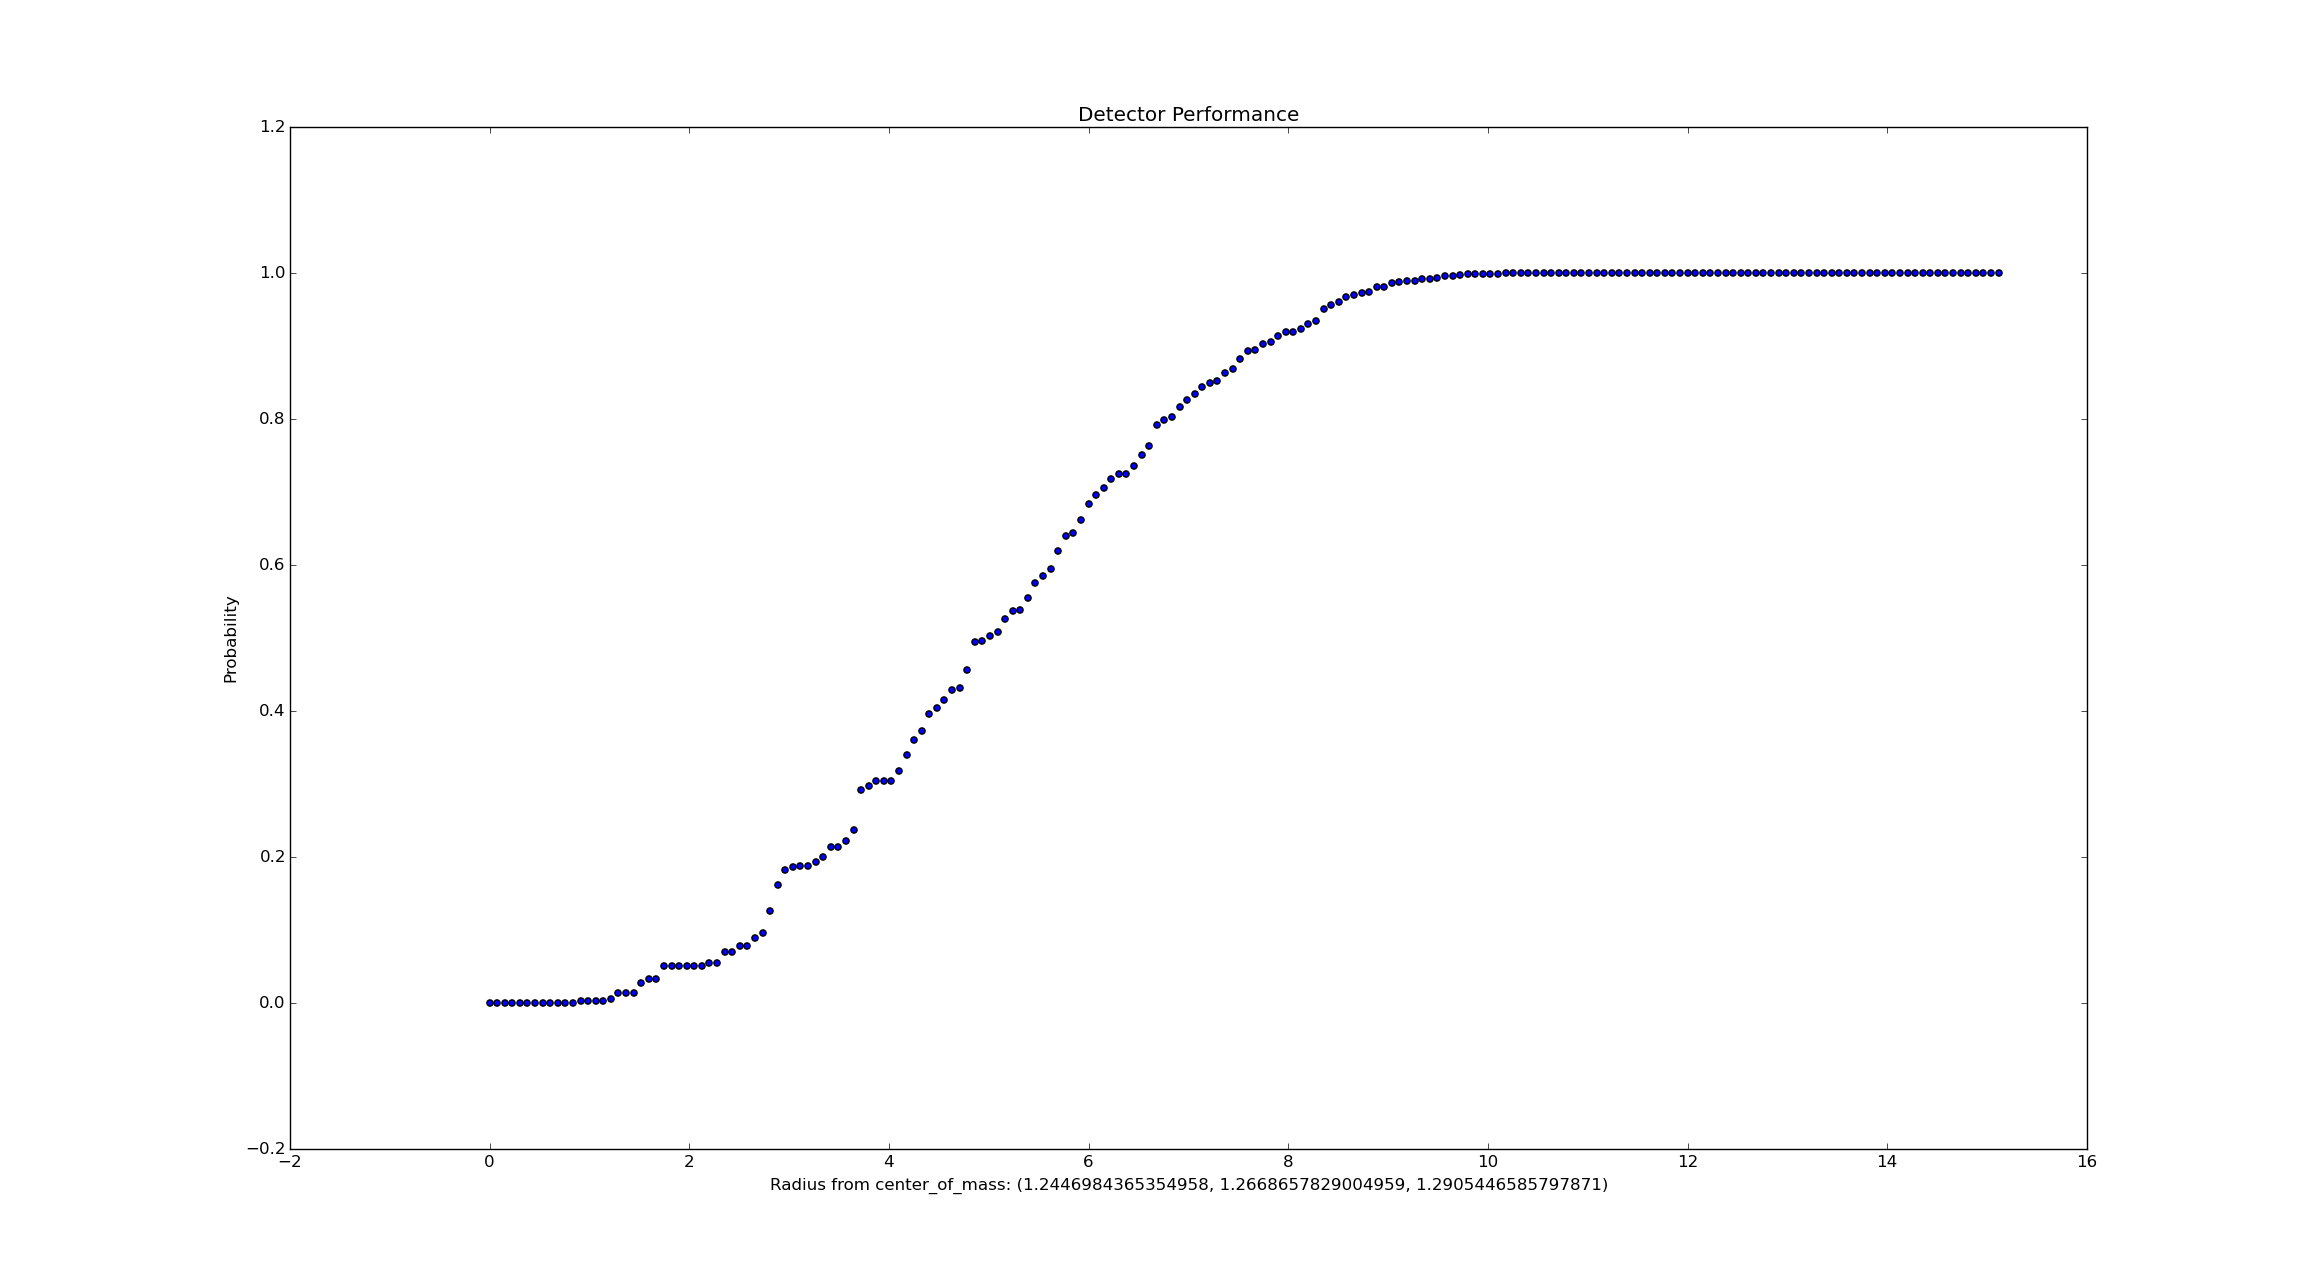 Detector Performance
1.2
1.0
0.8
0.6
0.4
0.2
0.0
−0.2
Probability
−2 0 2 4 6 8 10 12 14 16
Radius from center_of_mass: (1.2446984365354958, 1.2668657829004959, 1.2905446585797871)